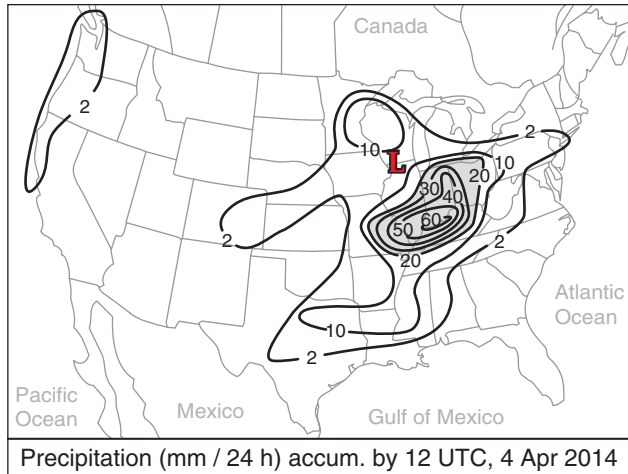 Canada
2
2
10
L
10
20
30
40
2
50
60
2
20
10
2
Atlantic
Ocean
Pacific
Ocean
Mexico
Gulf of Mexico
Precipitation (mm / 24 h) accum. by 12 UTC, 4 Apr 2014